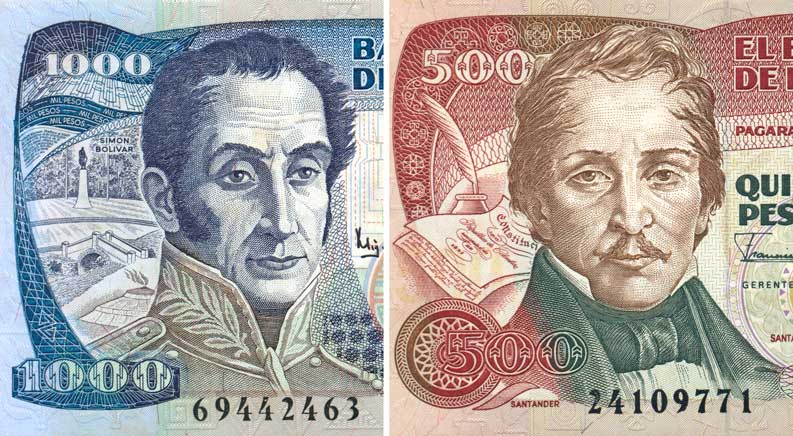 1000
BA
DE
MIL PESOS
MIL PESOS
MIL PESOS
SIMON
BOLIVAR
1000
69442463
500
EL B
DE L
PAGARA
QUI
PES
GERENTE
SANTA
500
SANTANDER
24109771